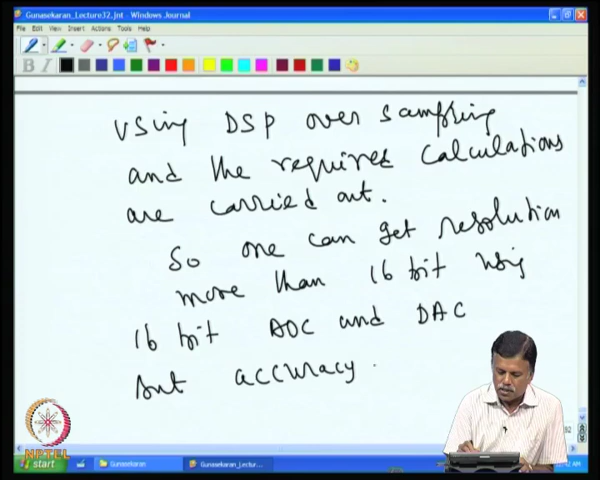 Gunasekaran_Lecture32.jnt - Windows Journal
File Edit View Insert Actions Tools Help
B I
using DSP over sampling
and the required calculations
are carried out.
So one can get resolution
more than 16 bit using
16 bit ADC and DAC
but accuracy.
NPTEL
start
Gunasekaran
Gunasekaran_Lectur...